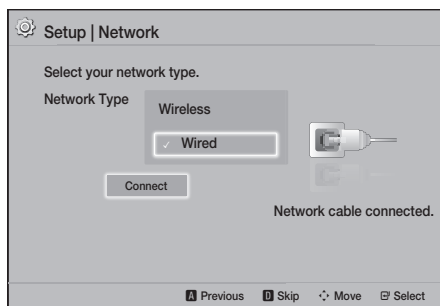 Setup | Network
Select your network type.
Network Type
Wireless
✓ Wired
Connect
Network cable connected.
A Previous D Skip Move Select